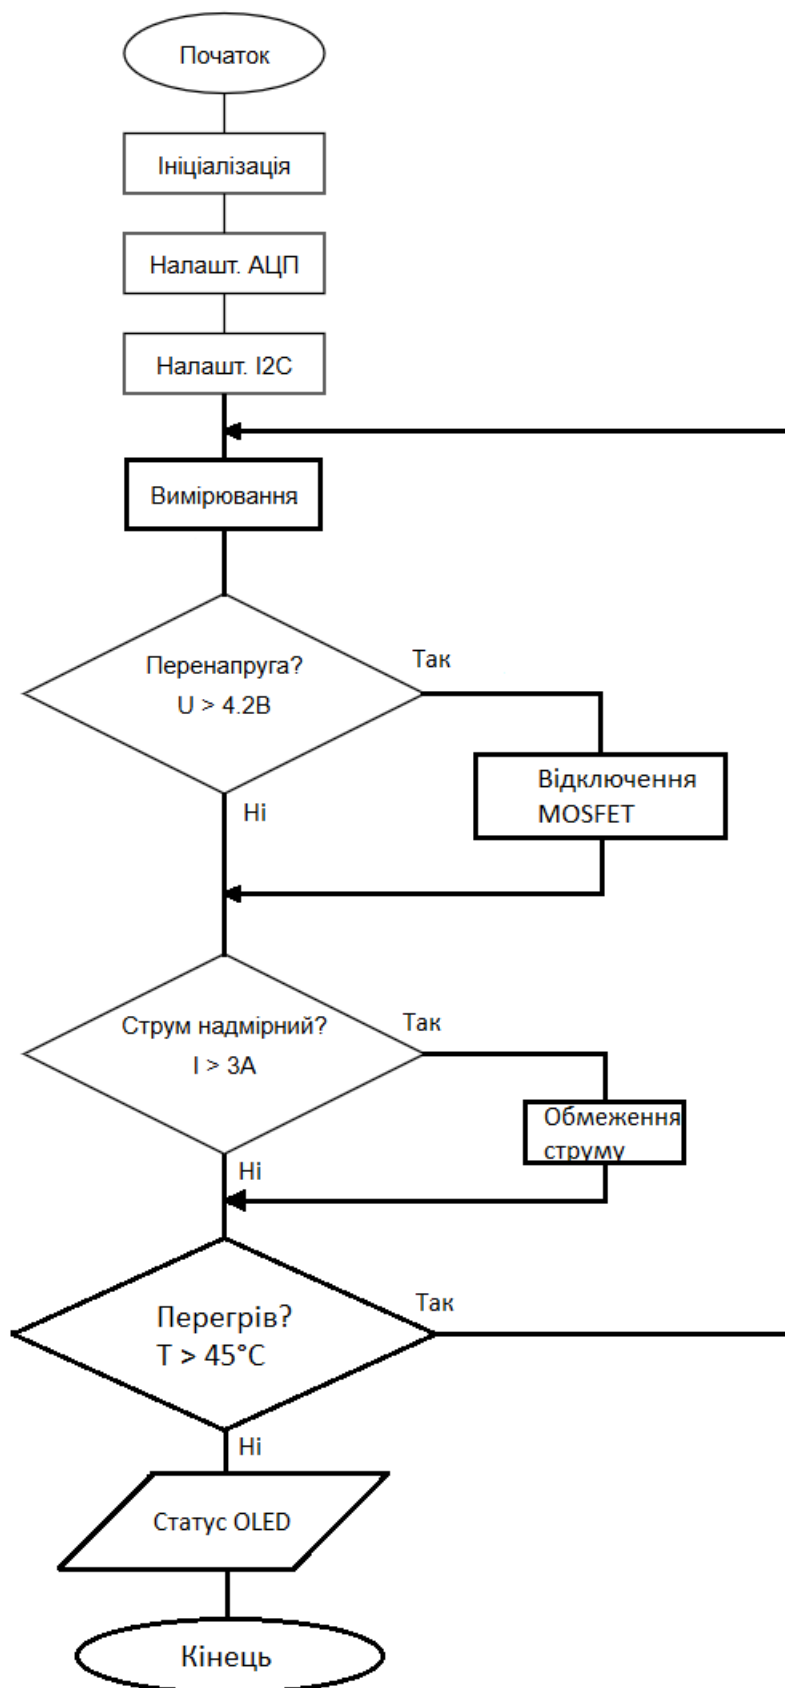 Початок
Ініціалізація
Налашт. АЦП
Налашт. I2C
Вимірювання
Перенапруга?
U > 4.2В
Так
Відключення
MOSFET
Ні
Струм надмірний?
I > 3A
Так
Обмеження
струму
Ні
Перегрів?
T > 45°C
Так
Ні
Статус OLED
Кінець